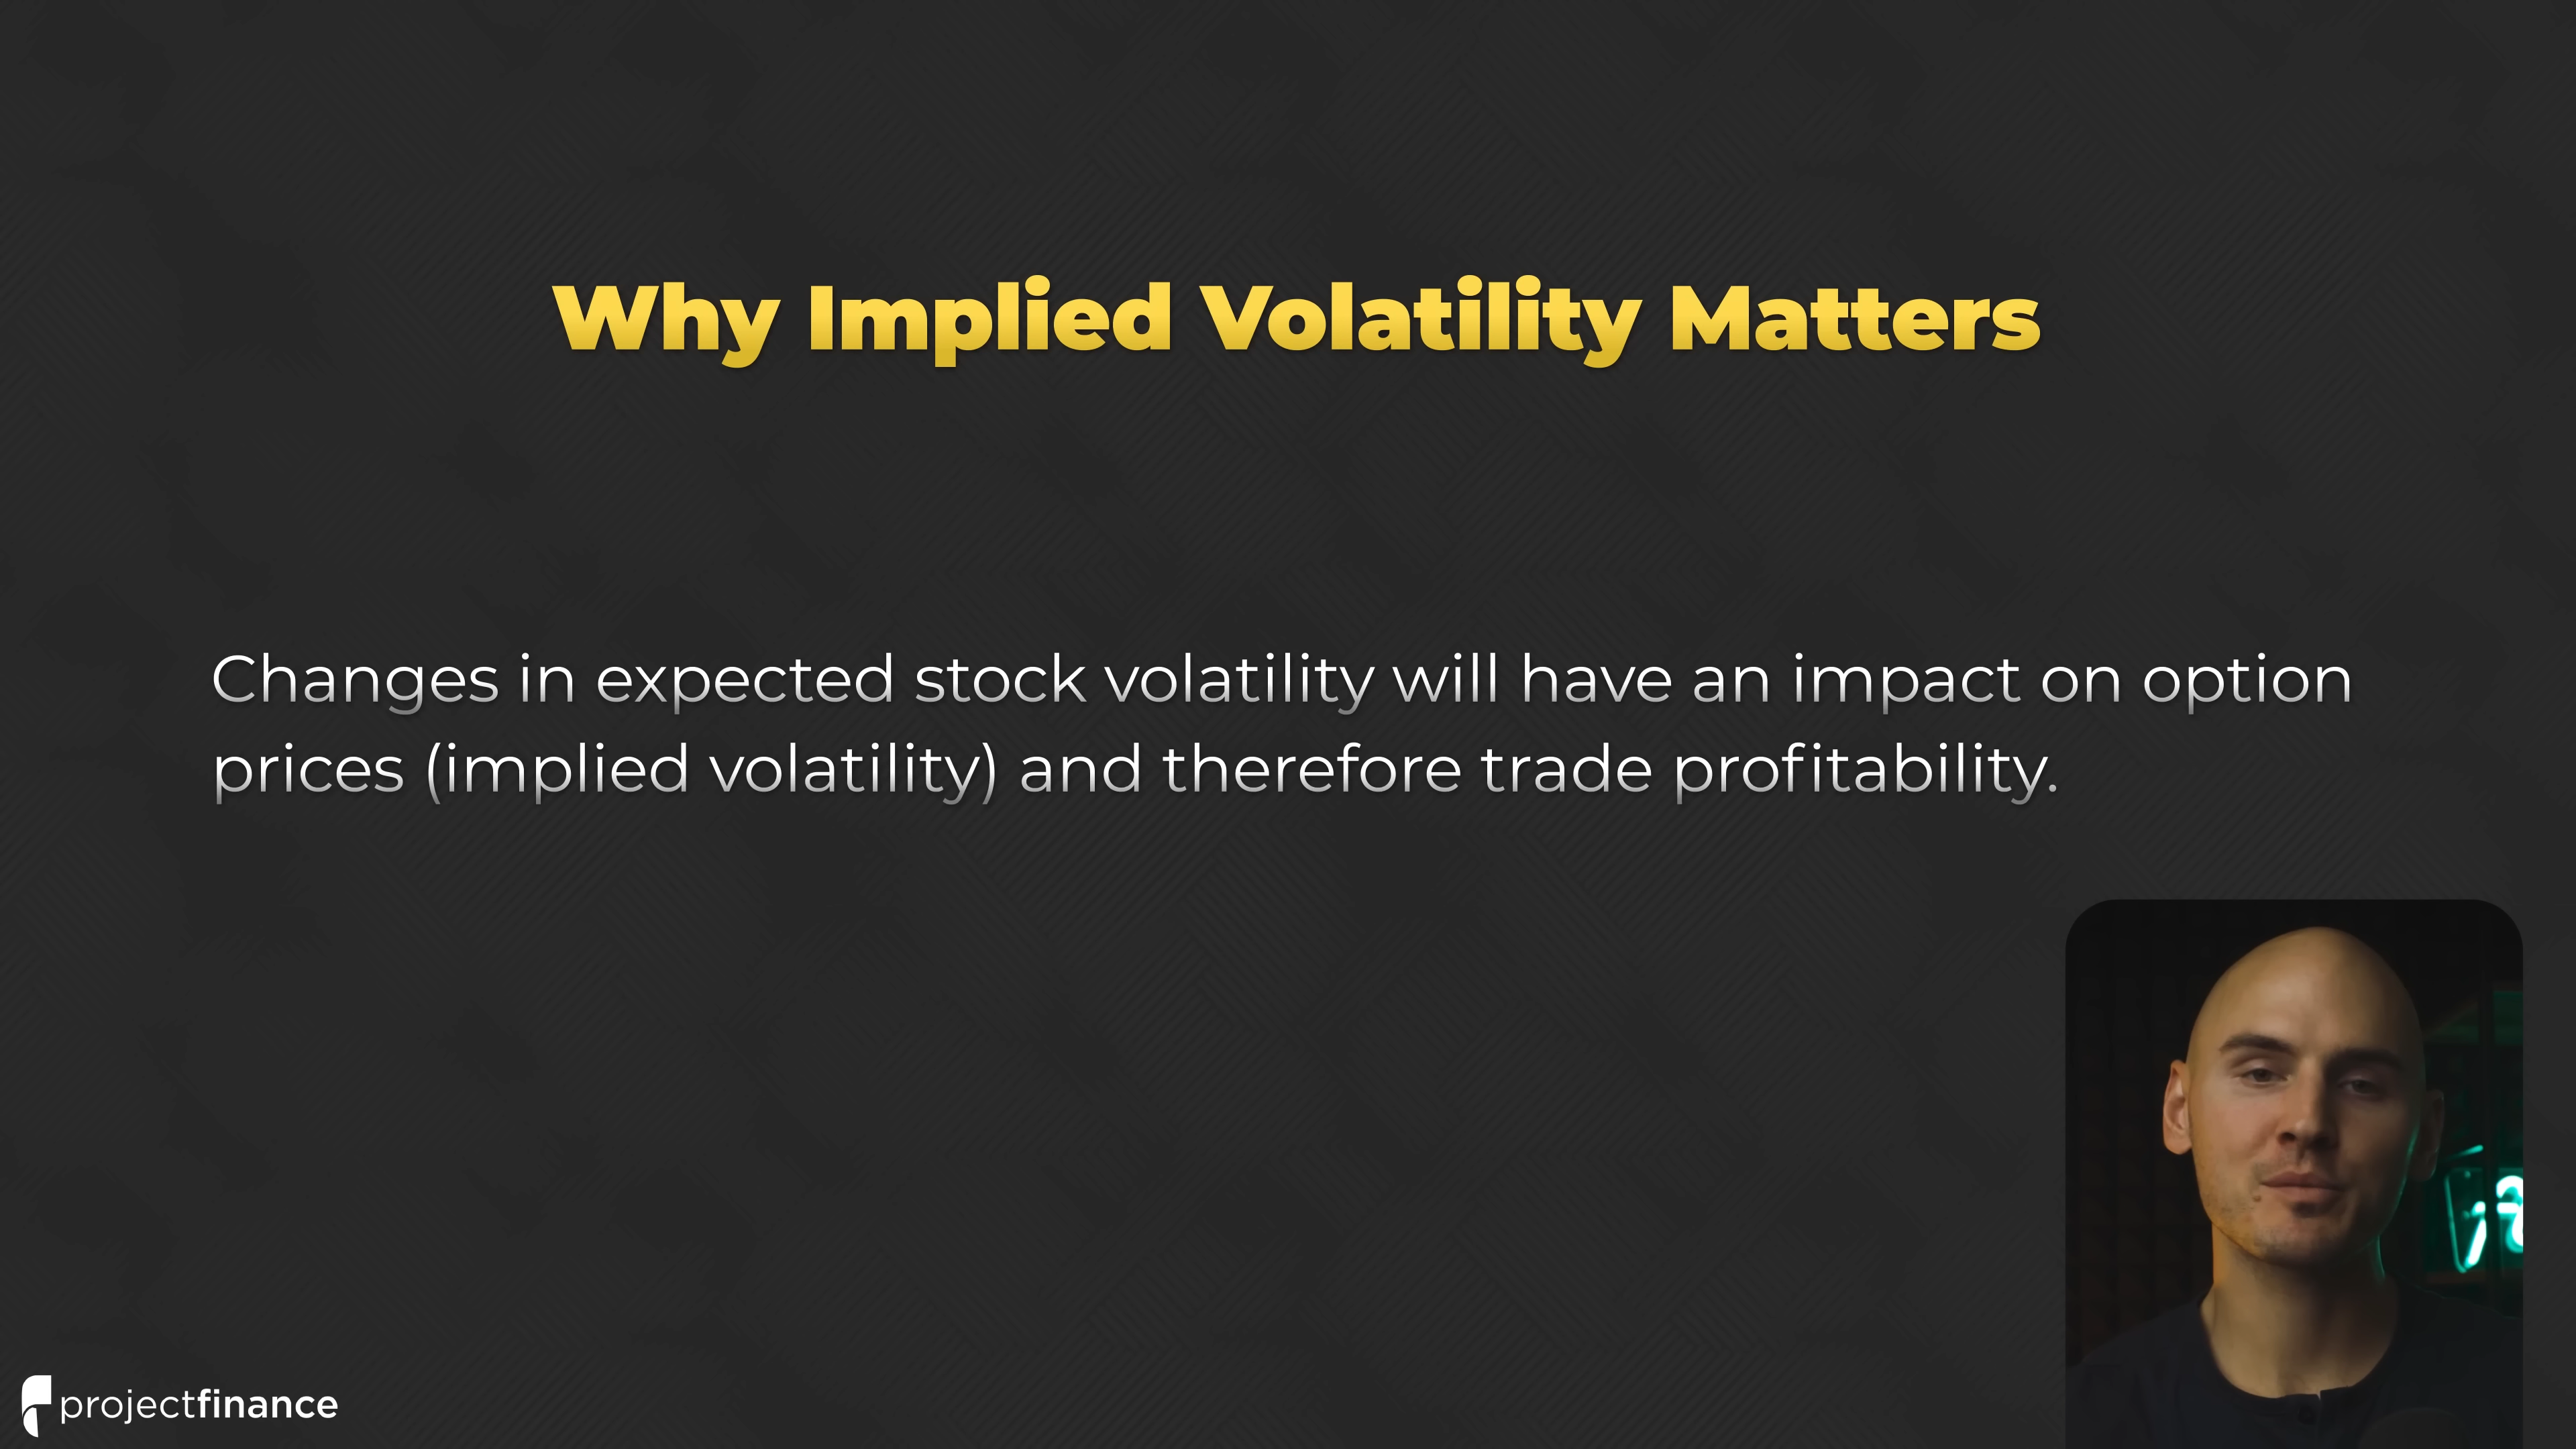 Why Implied Volatility Matters
Changes in expected stock volatility will have an impact on option
prices (implied volatility) and therefore trade profitability.
projectfinance